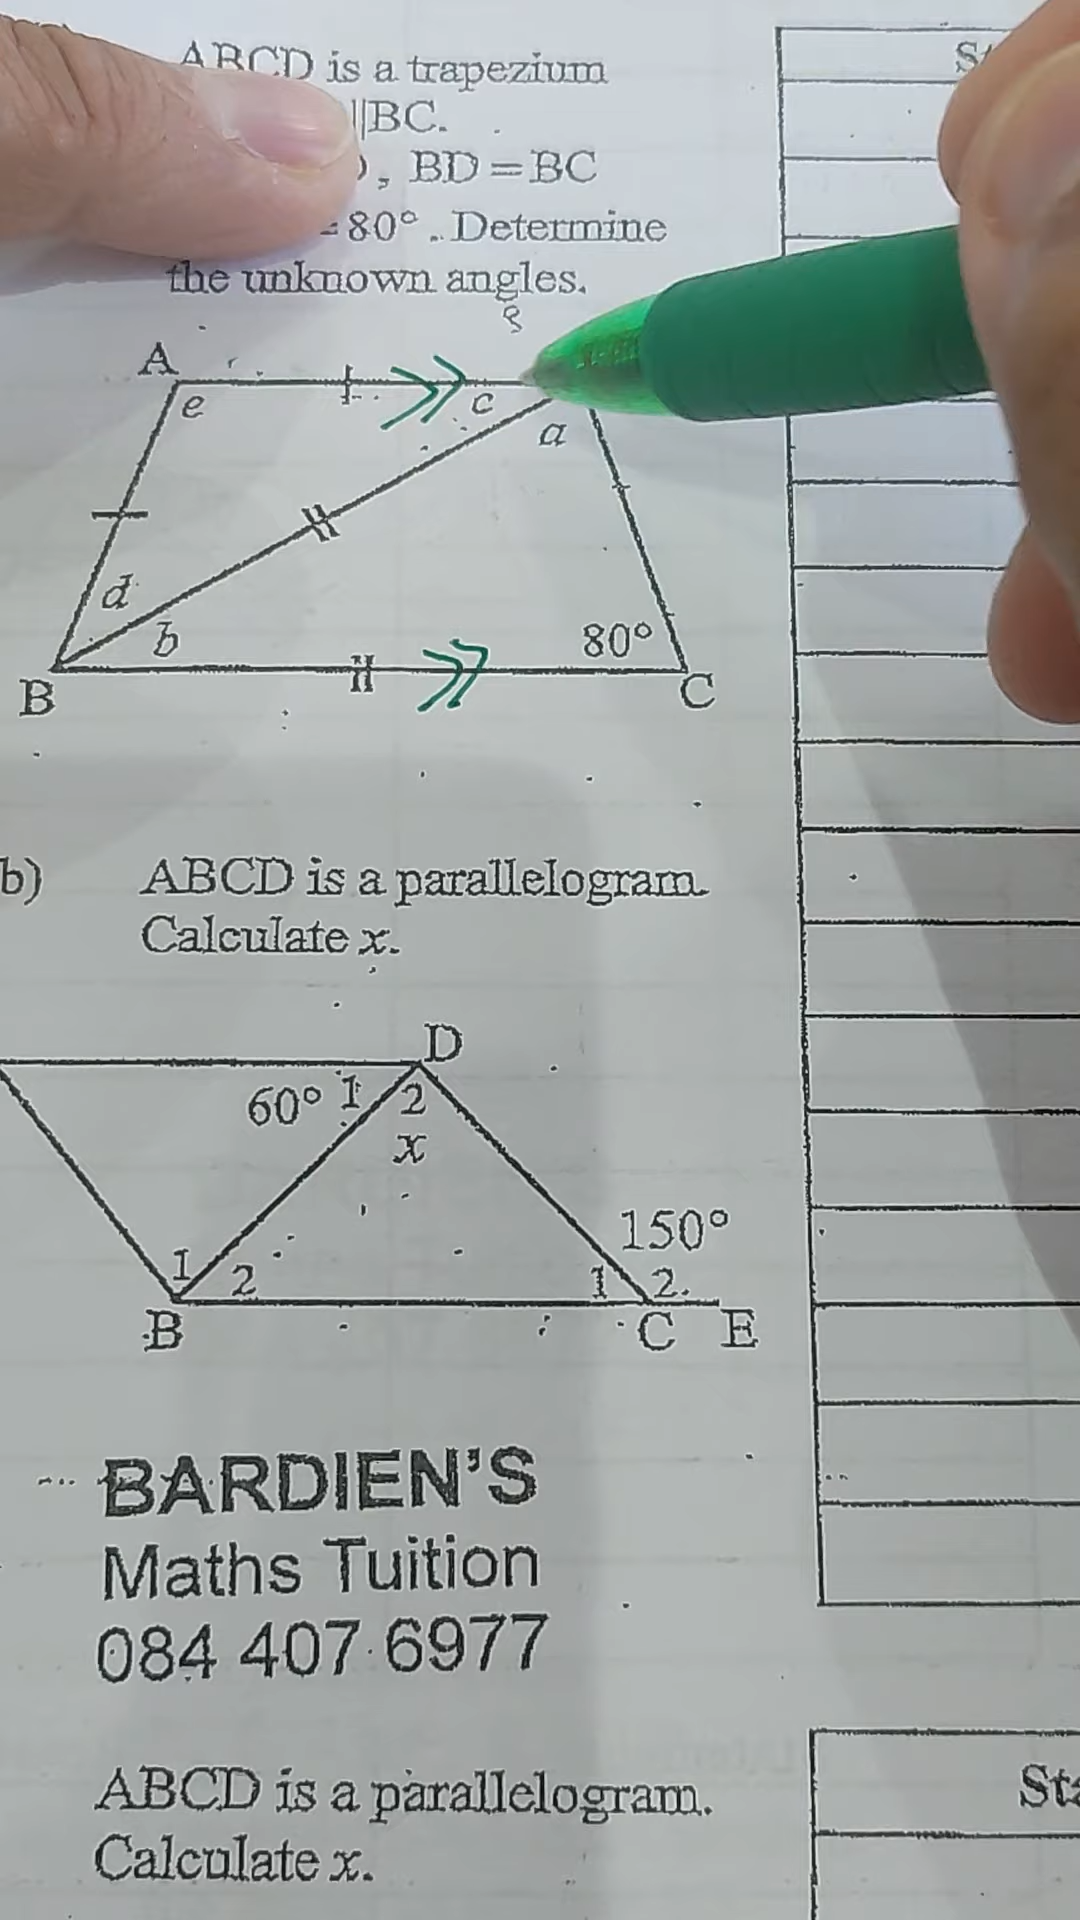 ABCD is a trapezium
||BC.
, BD = BC
=80°. Determine
the unknown angles.
A
e
c
a
d
b
80°
B
C
b)
ABCD is a parallelogram.
Calculate x.
D
60° 1 2
x
150°
1 2 1 2
B C E
BARDIEN'S
Maths Tuition
084 407 6977
ABCD is a parallelogram.
Calculate x.